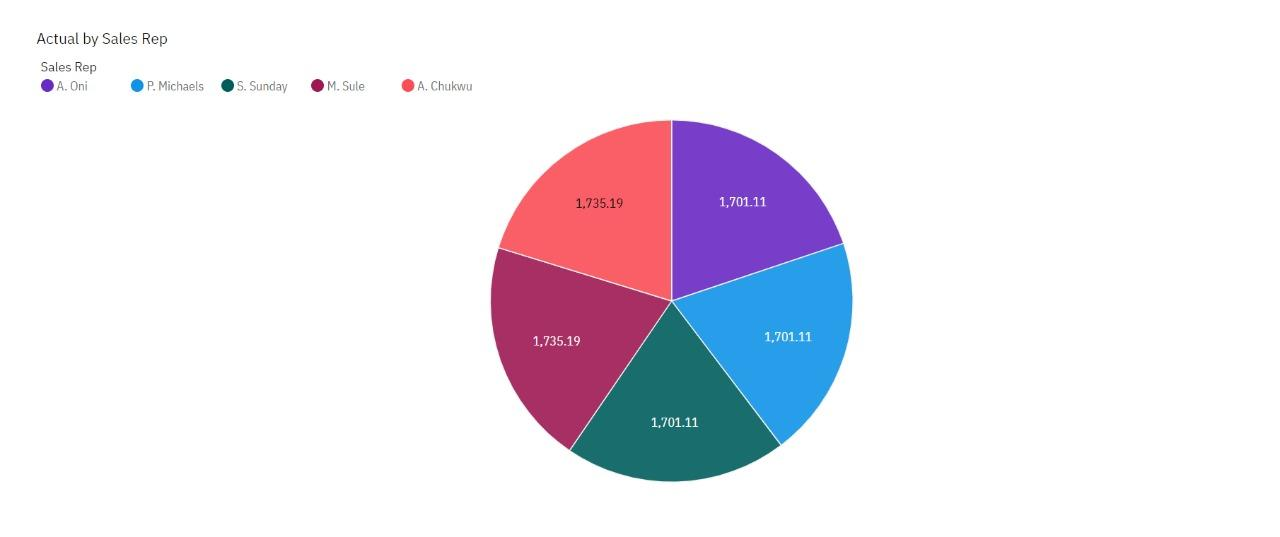 Actual by Sales Rep
Sales Rep
A. Oni P. Michaels S. Sunday M. Sule A. Chukwu
1,735.19 1,701.11
1,735.19 1,701.11
1,701.11